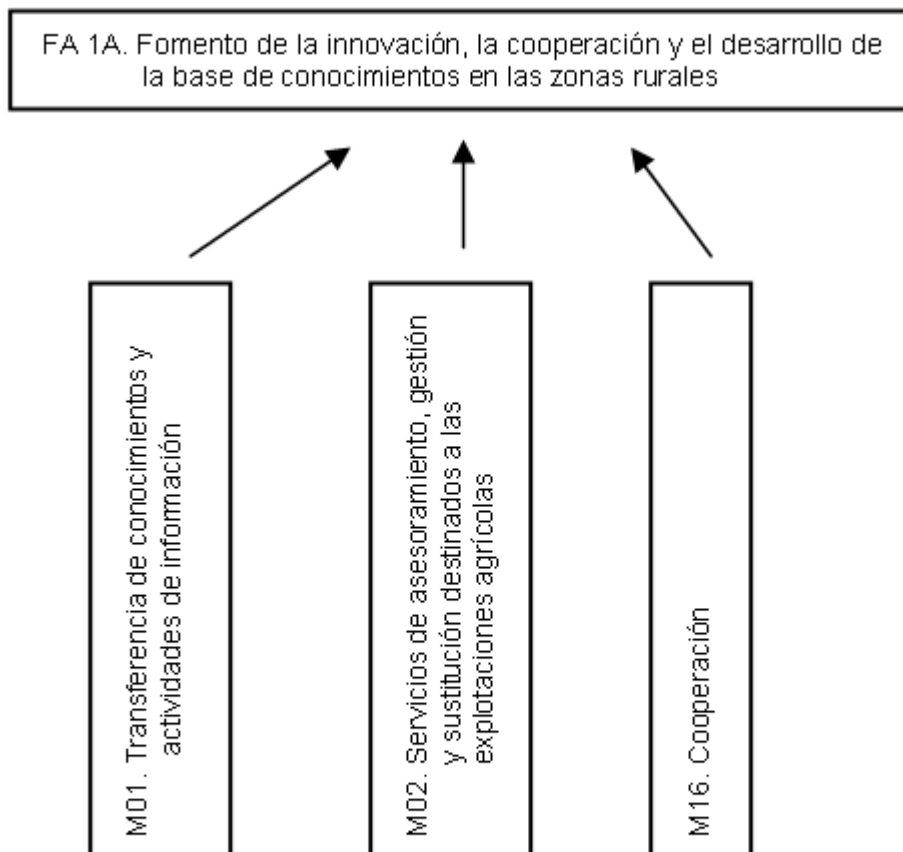 FA 1A. Fomento de la innovación, la cooperación y el desarrollo de
la base de conocimientos en las zonas rurales
M01. Transferencia de conocimientos y
actividades de información
M02. Servicios de asesoramiento, gestión
y sustitución destinados a las
explotaciones agrícolas
M16. Cooperación